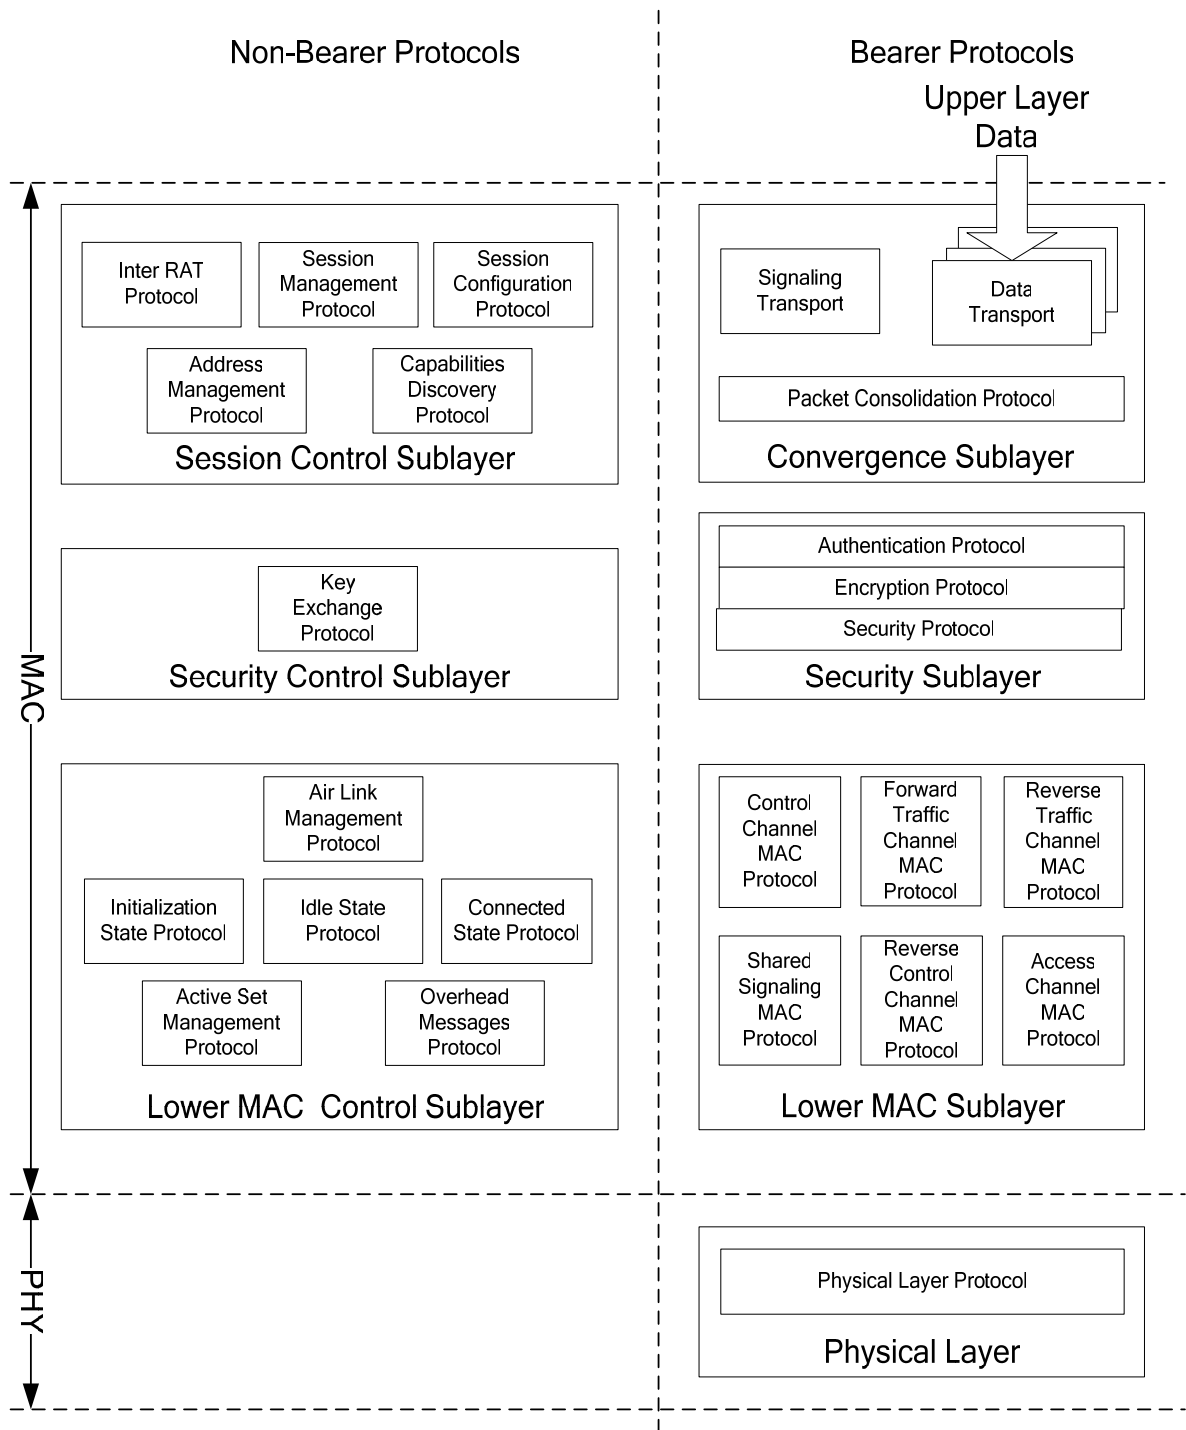 Non-Bearer Protocols
Bearer Protocols
Upper Layer
Data
Inter RAT
Protocol
Session
Management
Protocol
Session
Configuration
Protocol
Address
Management
Protocol
Capabilities
Discovery
Protocol
Session Control Sublayer
Signaling
Transport
Data
Transport
Packet Consolidation Protocol
Convergence Sublayer
Key
Exchange
Protocol
Security Control Sublayer
Authentication Protocol
Encryption Protocol
Security Protocol
Security Sublayer
MAC
Air Link
Management
Protocol
Initialization
State Protocol
Idle State
Protocol
Connected
State Protocol
Active Set
Management
Protocol
Overhead
Messages
Protocol
Lower MAC Control Sublayer
Control
Channel
MAC
Protocol
Forward
Traffic
Channel
MAC
Protocol
Reverse
Traffic
Channel
MAC
Protocol
Shared
Signaling
MAC
Protocol
Reverse
Control
Channel
MAC
Protocol
Access
Channel
MAC
Protocol
Lower MAC Sublayer
PHY
Physical Layer Protocol
Physical Layer